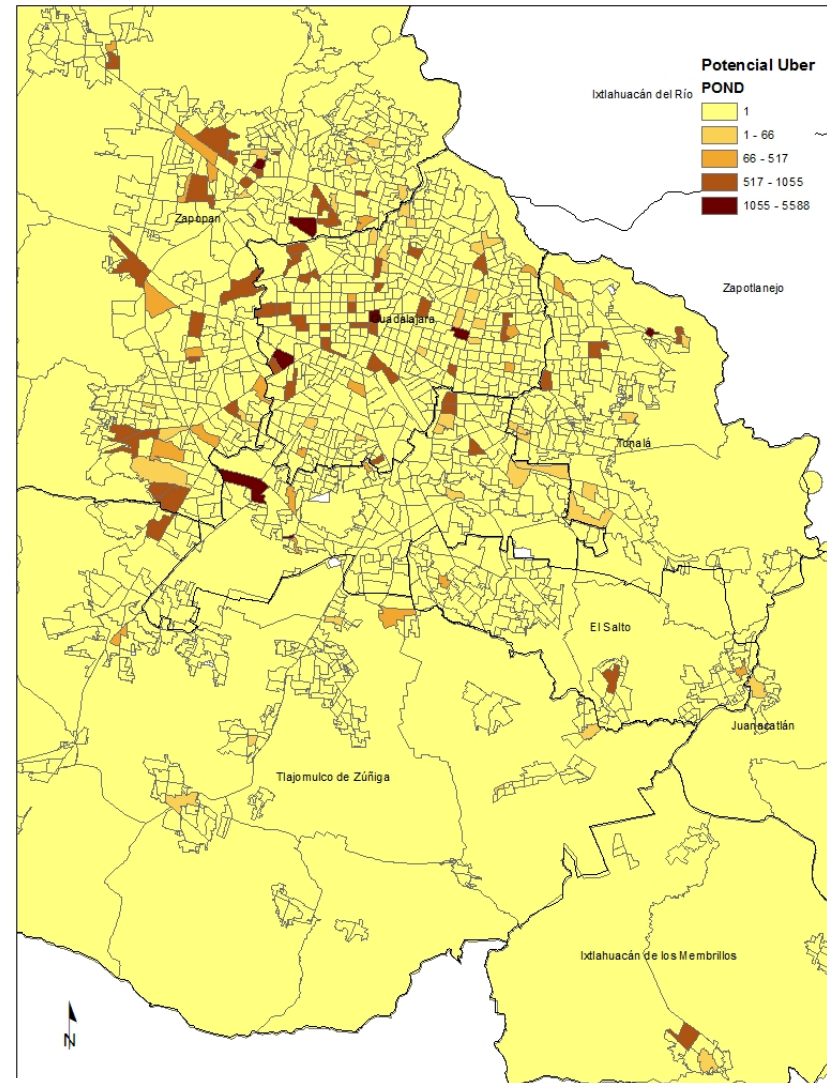 Potencial Uber
POND
1
1 - 66
66 - 517
517 - 1055
1055 - 5588
Ixtlahuacán del Río
Zapopan
Zapotlanejo
Guadalajara
Tonalá
El Salto
Juanacatlán
Tlajomulco de Zúñiga
Ixtlahuacán de los Membrillos
N